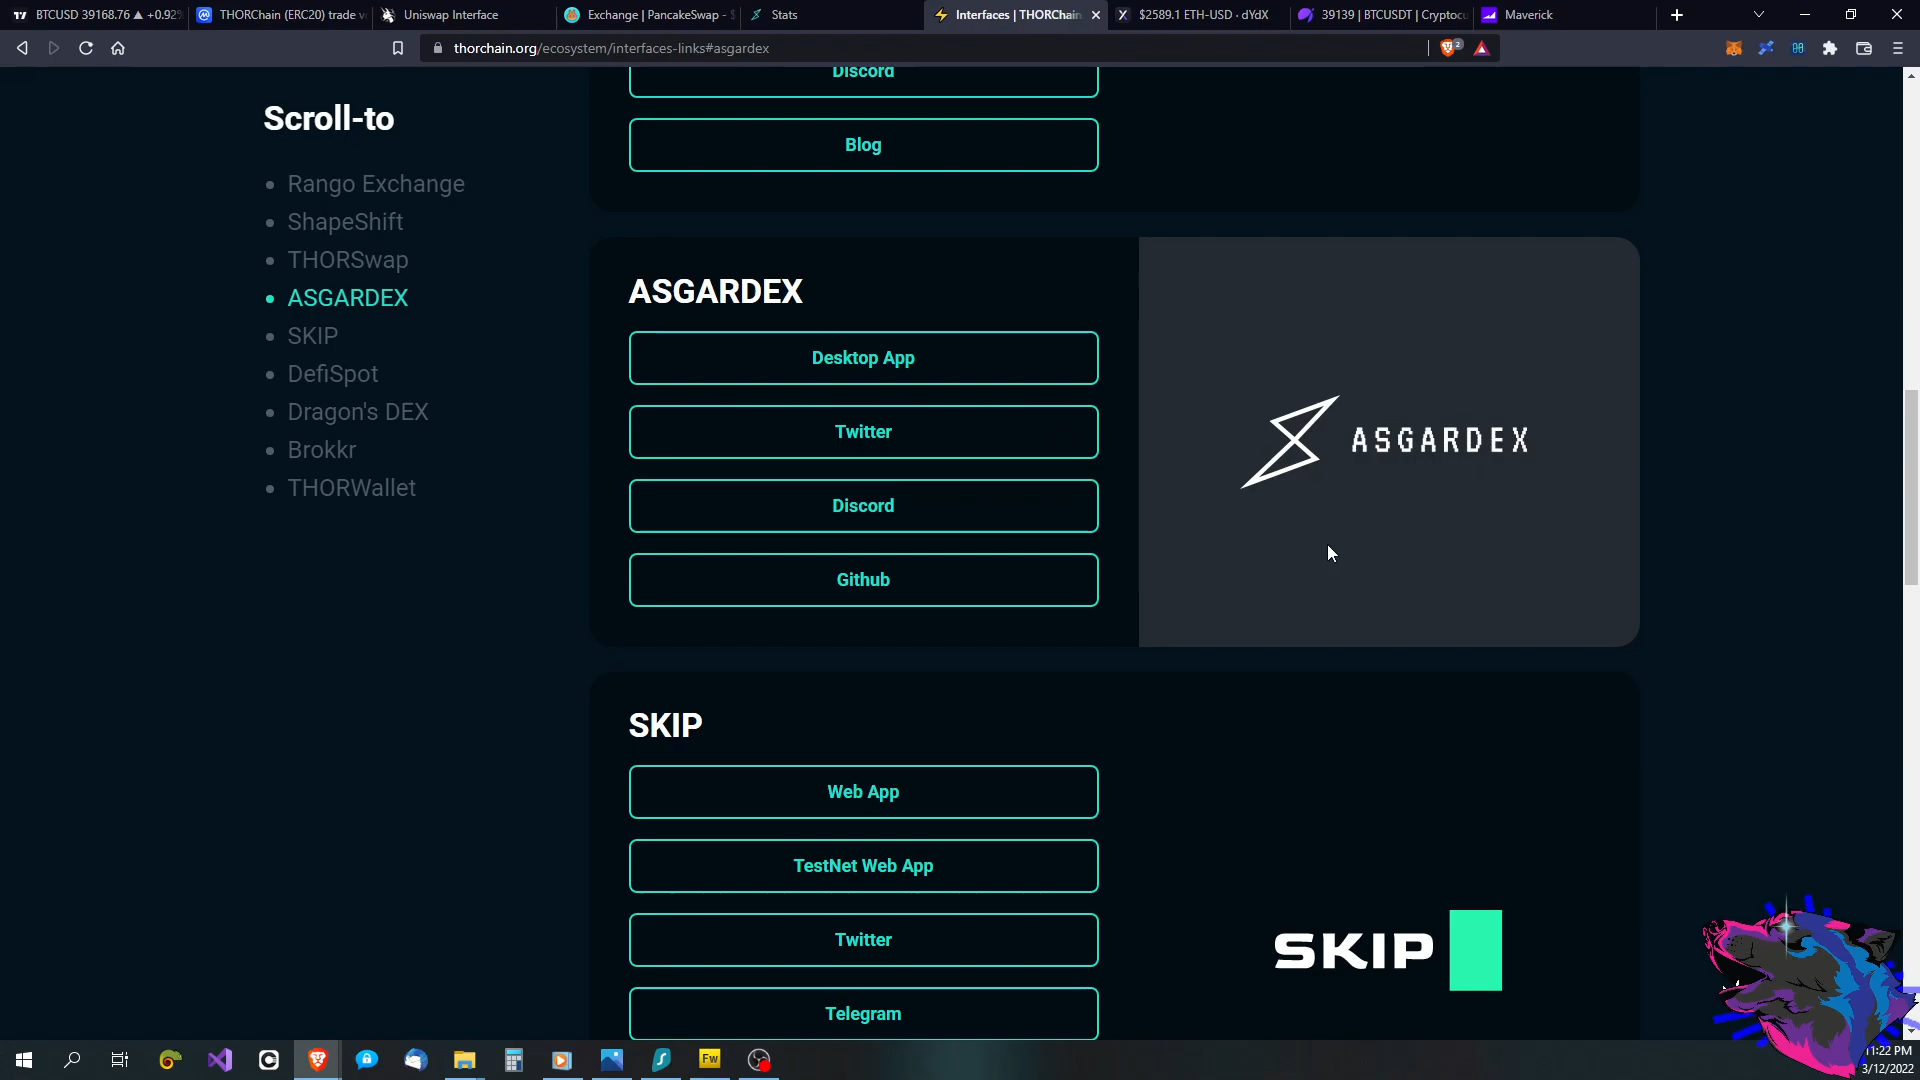 BTCUSD 39168.76 ▲ +0.92%
THORChain (ERC20) trade v
Uniswap Interface
Exchange | PancakeSwap - $
Stats
Interfaces | THORChain
$2589.1 ETH-USD · dYdX
39139 | BTCUSDT | Cryptocu
Maverick
thorchain.org/ecosystem/interfaces-links#asgardex
2
Scroll-to
Rango Exchange
ShapeShift
THORSwap
ASGARDEX
SKIP
DefiSpot
Dragon's DEX
Brokkr
THORWallet
Discord
Blog
ASGARDEX
Desktop App
Twitter
Discord
Github
ASGARDEX
SKIP
Web App
TestNet Web App
Twitter
Telegram
SKIP
Fw
11:22 PM
3/12/2022